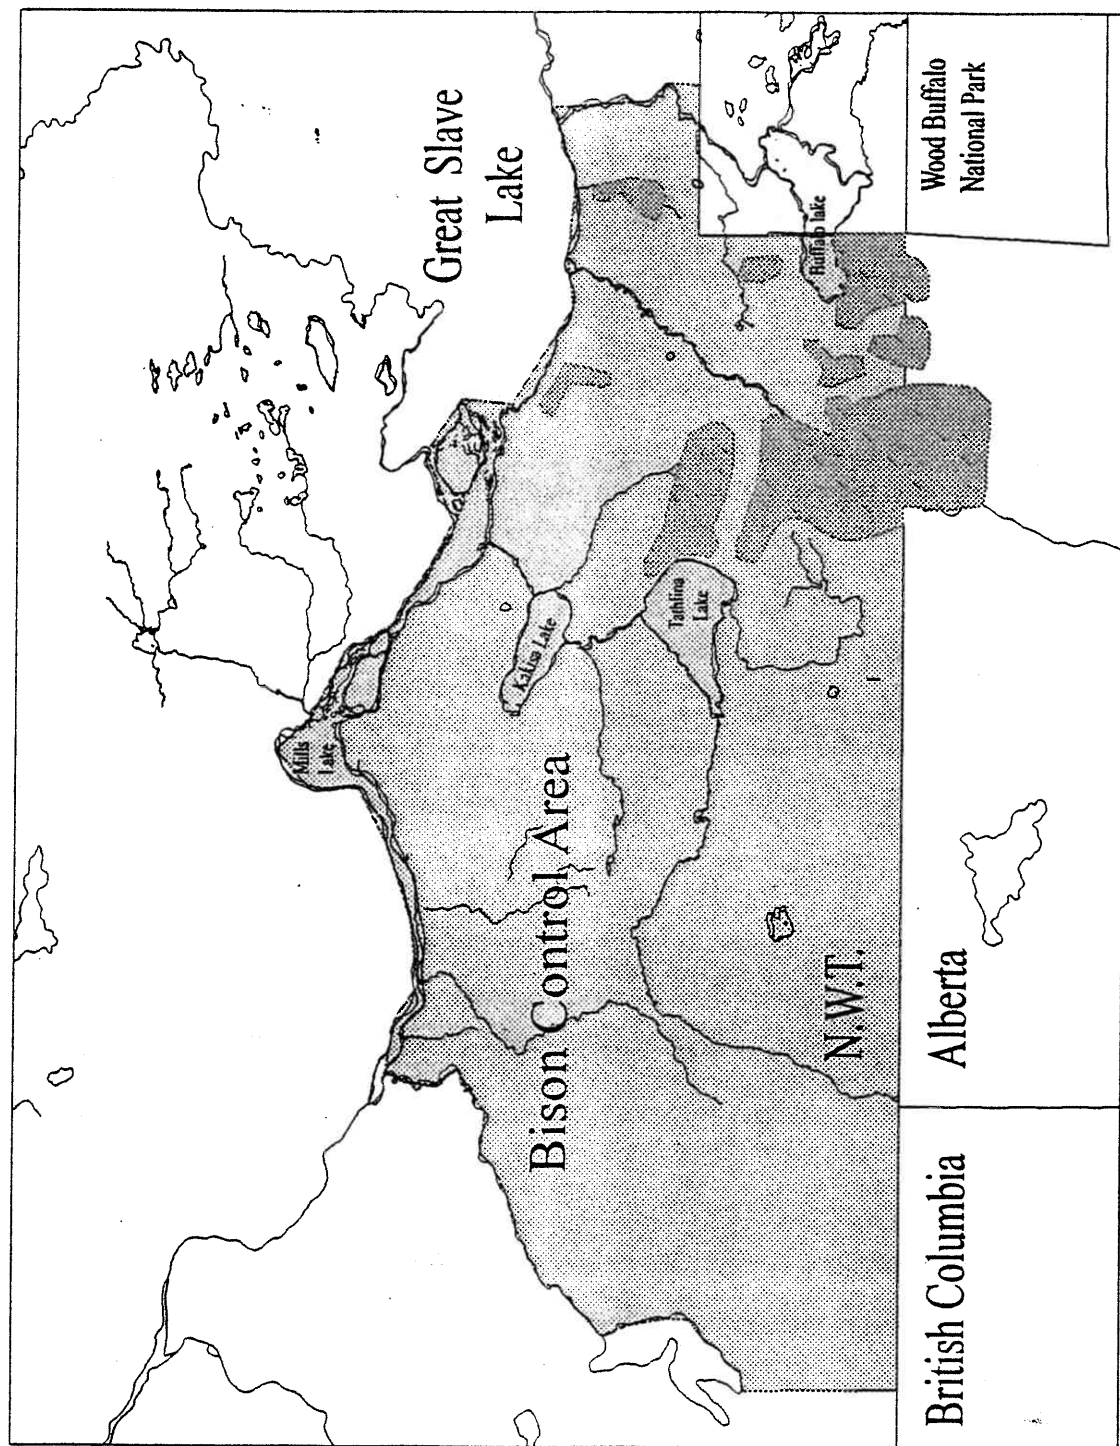 Great Slave
Lake
Mills
Lake
Kakisa Lake
Tathlina
Lake
Buffalo lake
Bison Control Area
N.W.T.
Wood Buffalo
National Park
Alberta
British Columbia